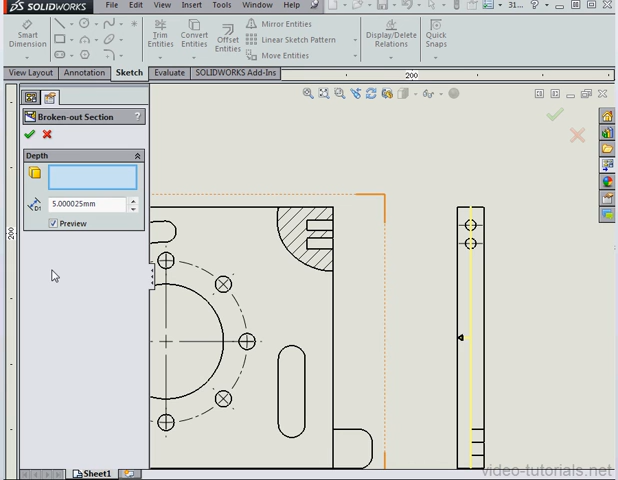 SOLIDWORKS File Edit View Insert Tools Help 31... ?
Smart Dimension
Trim Entities
Convert Entities
Offset Entities
Mirror Entities
Linear Sketch Pattern
Move Entities
Display/Delete Relations
Quick Snaps
View Layout Annotation Sketch Evaluate SOLIDWORKS Add-Ins
200
Broken-out Section ?
Depth
D1
5.000025mm
Preview
200
Sheet1
video-tutorials.net